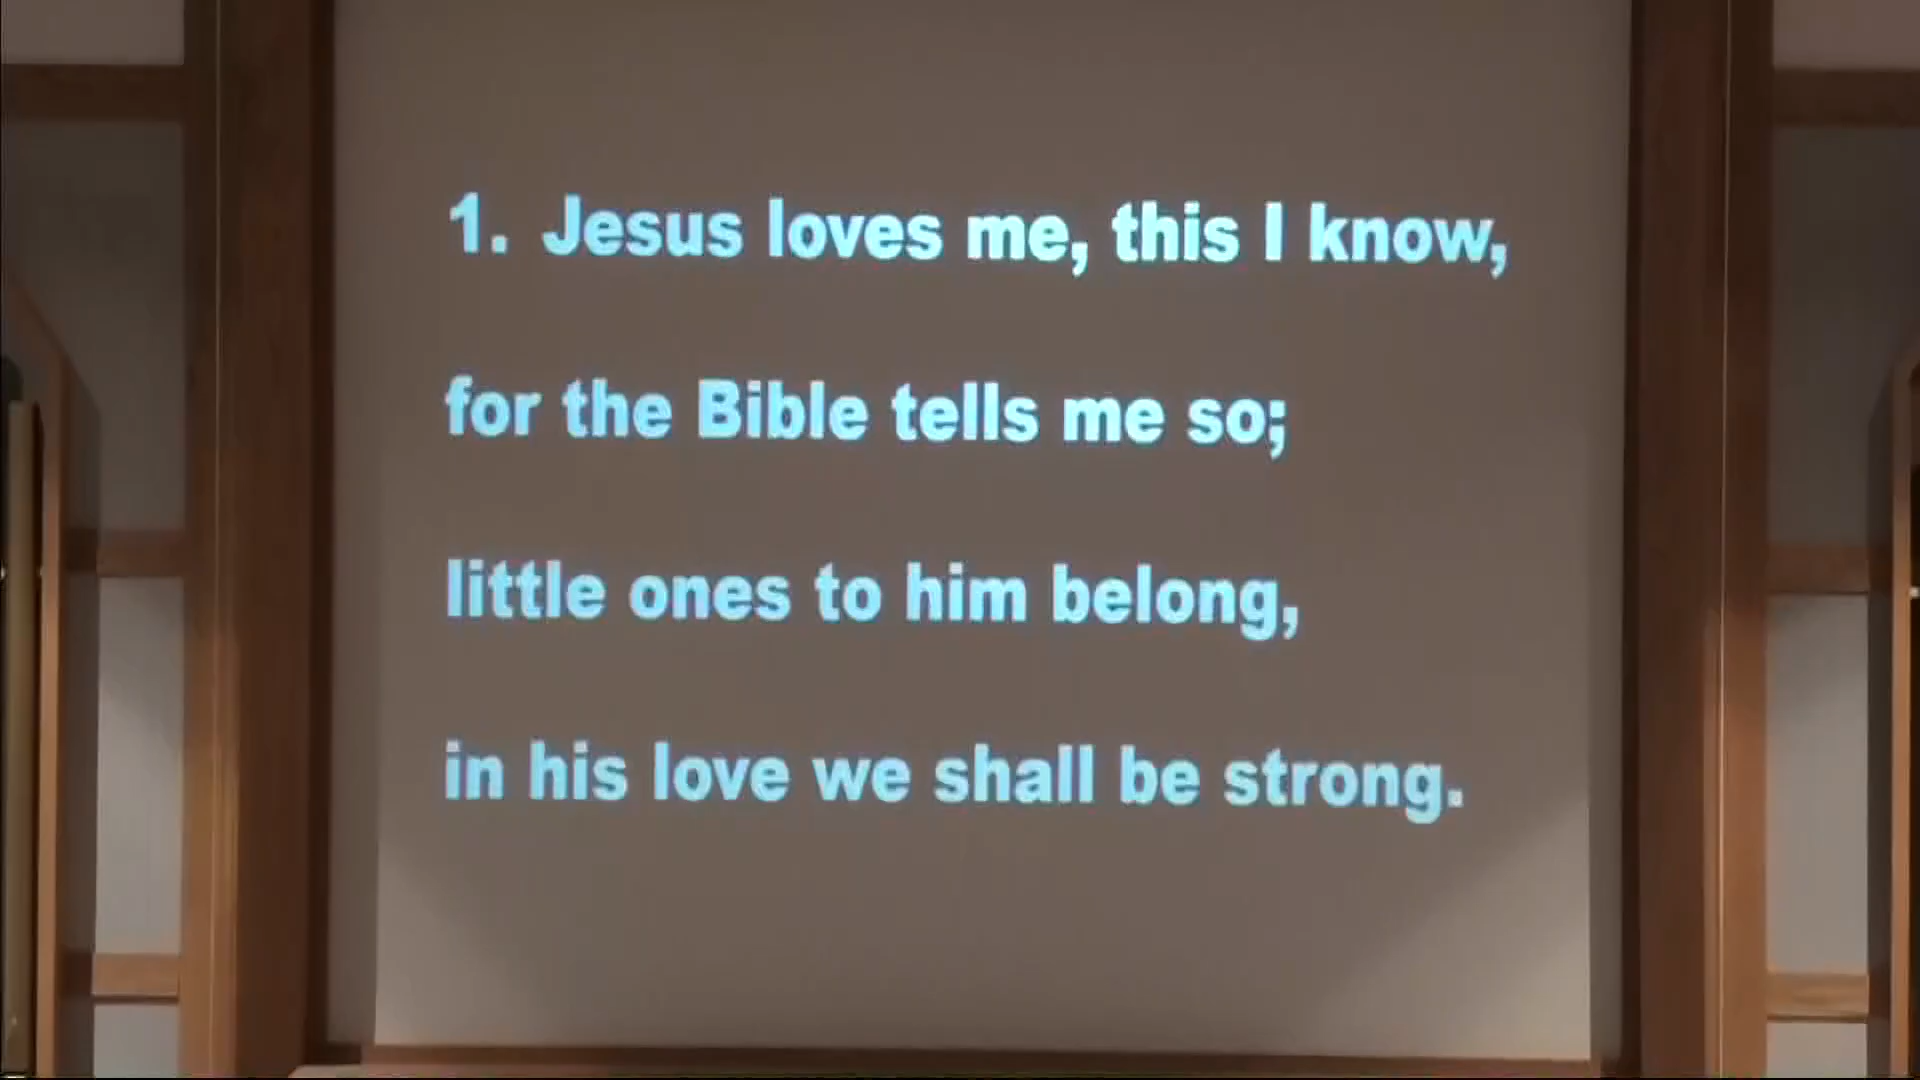 1. Jesus loves me, this I know,
for the Bible tells me so;
little ones to him belong,
in his love we shall be strong.